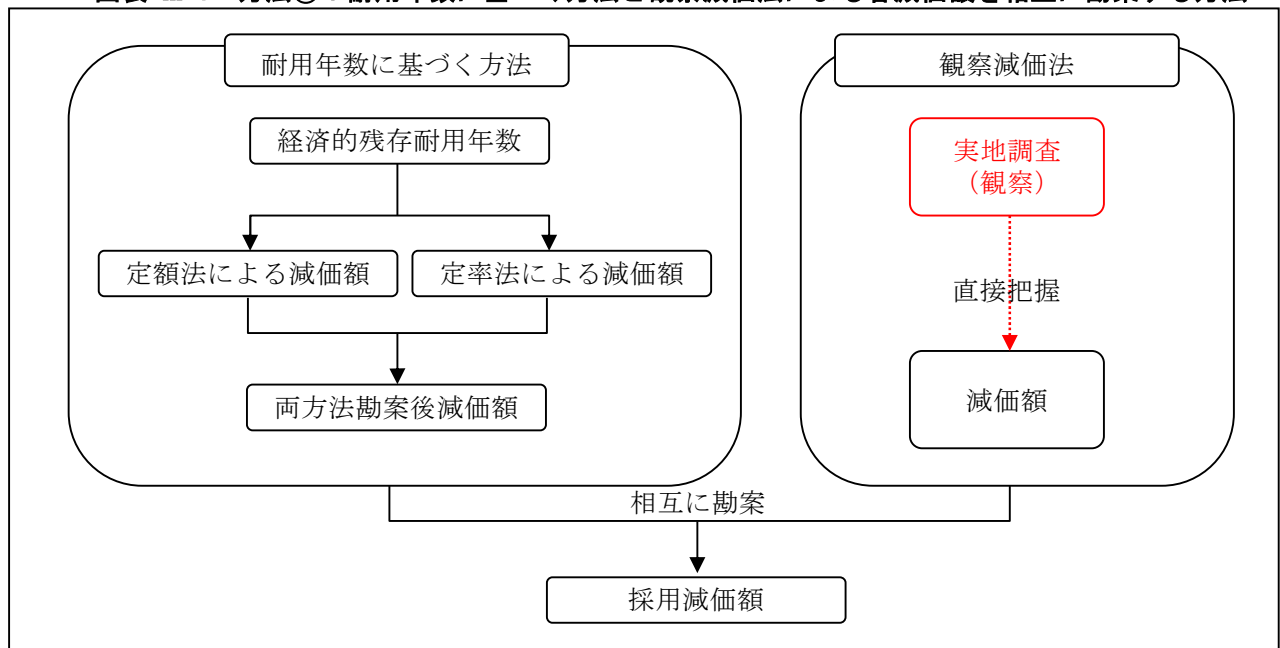 耐用年数に基づく方法
観察減価法
経済的残存耐用年数
実地調査
（観察）
定額法による減価額
定率法による減価額
直接把握
両方法勘案後減価額
減価額
相互に勘案
採用減価額